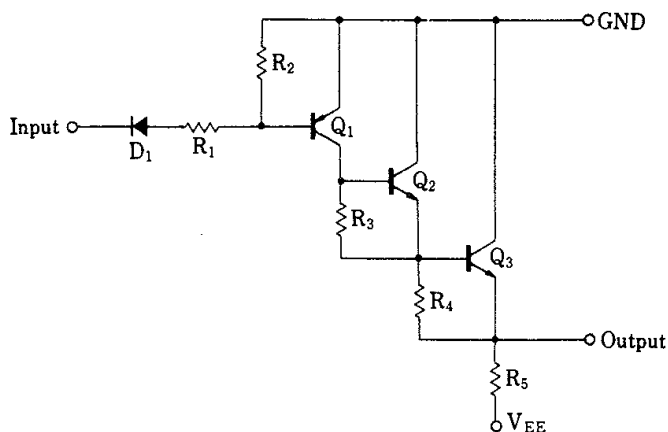 GND
R2
Input
D1
R1
Q1
Q2
R3
Q3
R4
Output
R5
VEE